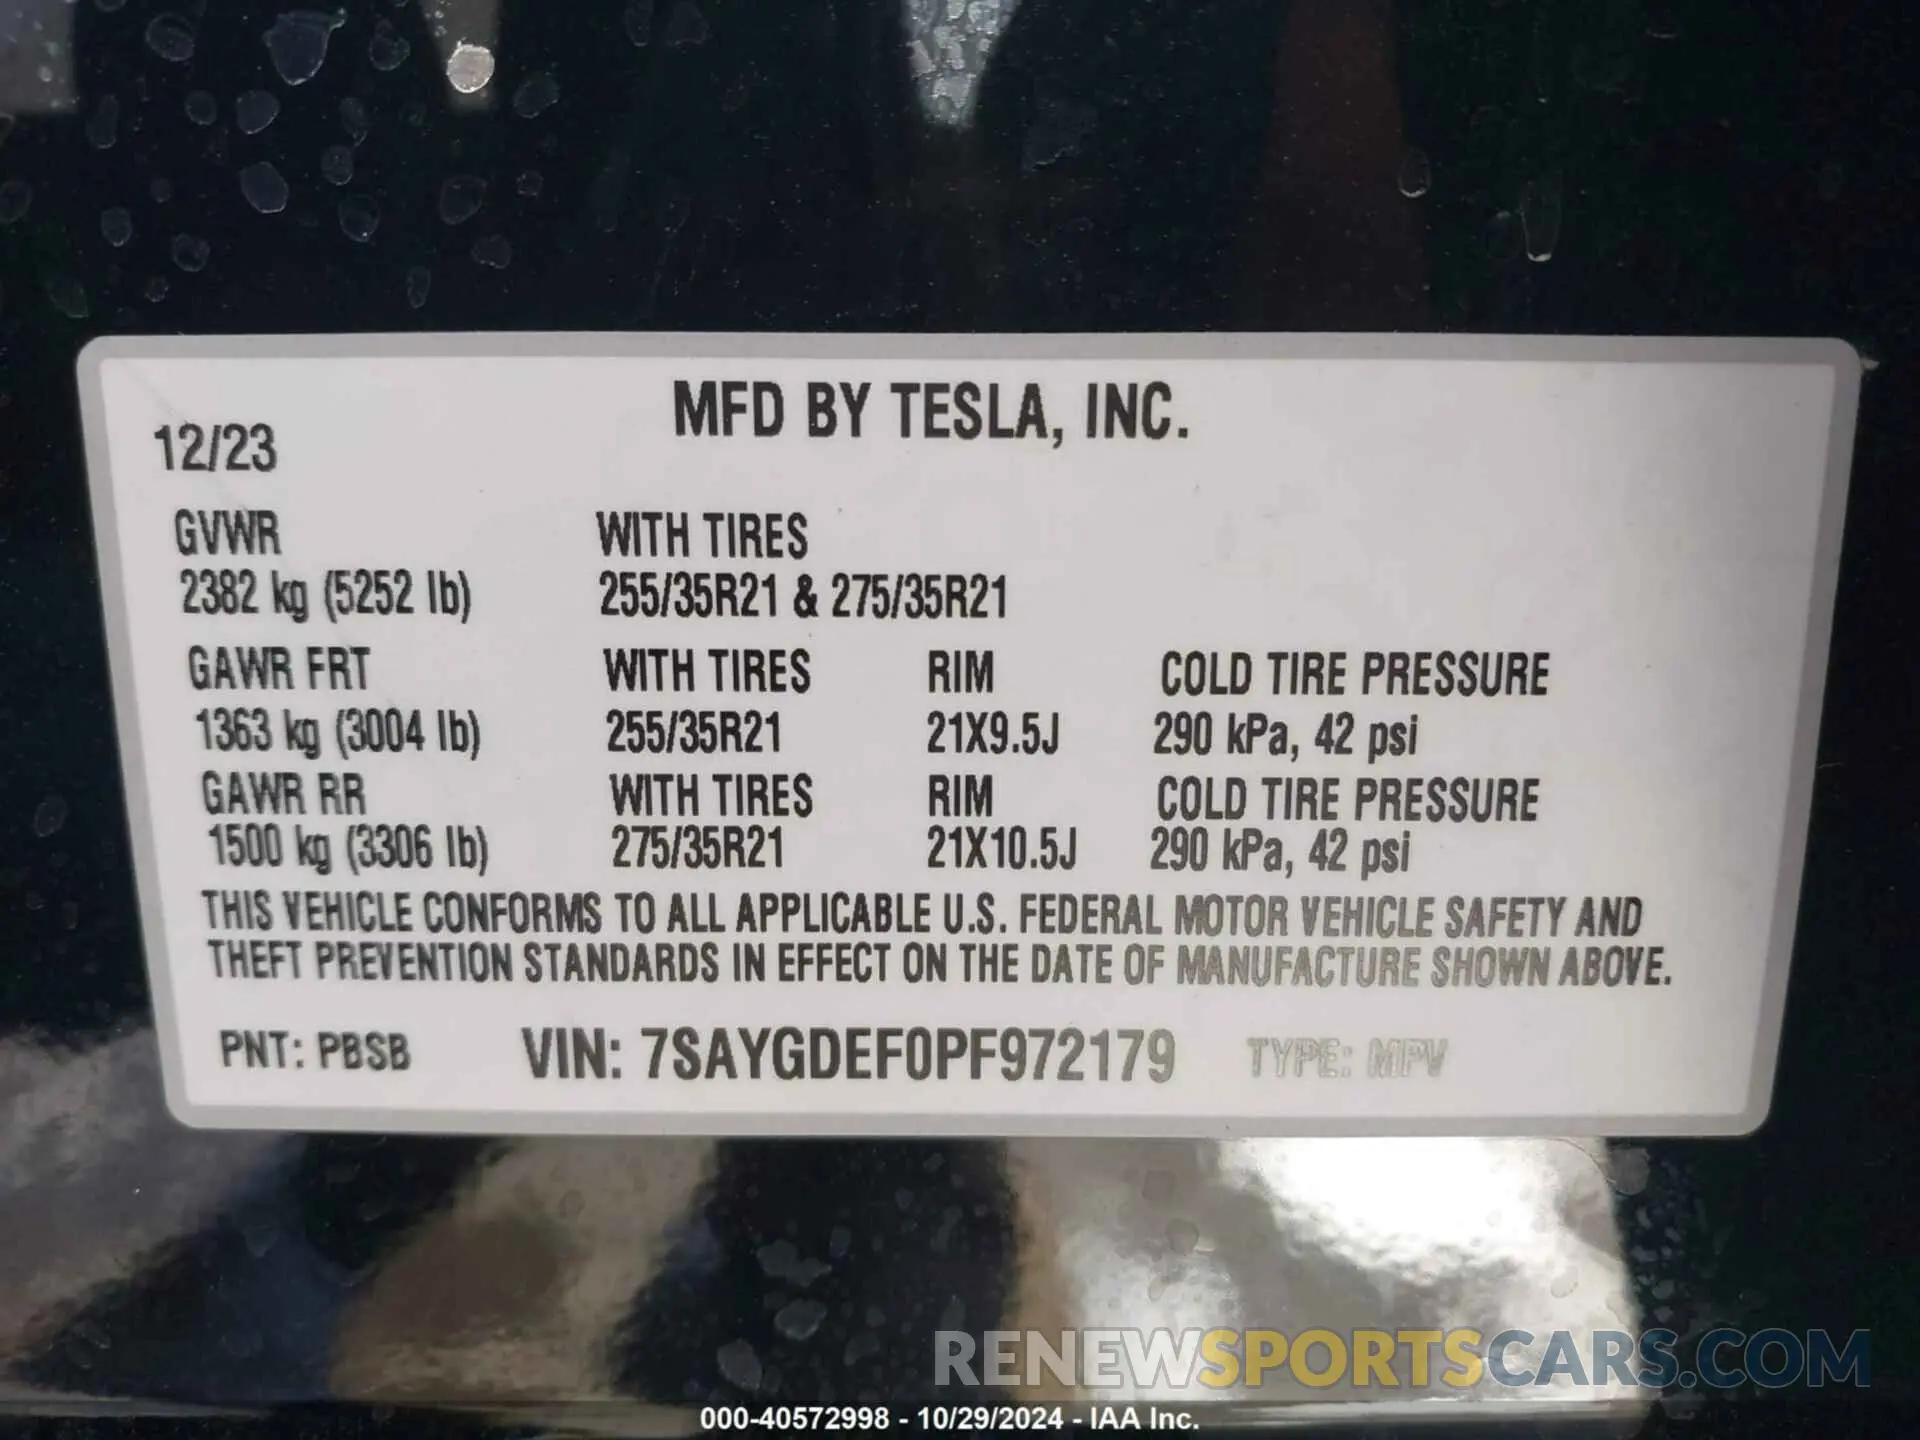 MFD BY TESLA, INC.
12/23
GVWR WITH TIRES
2382 kg (5252 lb) 255/35R21 & 275/35R21
GAWR FRT WITH TIRES RIM COLD TIRE PRESSURE
1363 kg (3004 lb) 255/35R21 21X9.5J 290 kPa, 42 psi
GAWR RR WITH TIRES RIM COLD TIRE PRESSURE
1500 kg (3306 lb) 275/35R21 21X10.5J 290 kPa, 42 psi
THIS VEHICLE CONFORMS TO ALL APPLICABLE U.S. FEDERAL MOTOR VEHICLE SAFETY AND
THEFT PREVENTION STANDARDS IN EFFECT ON THE DATE OF MANUFACTURE SHOWN ABOVE.
PNT: PBSB VIN: 7SAYGDEF0PF972179 TYPE: MPV
RENEWSPORTSCARS.COM
000-40572998 - 10/29/2024 - IAA Inc.